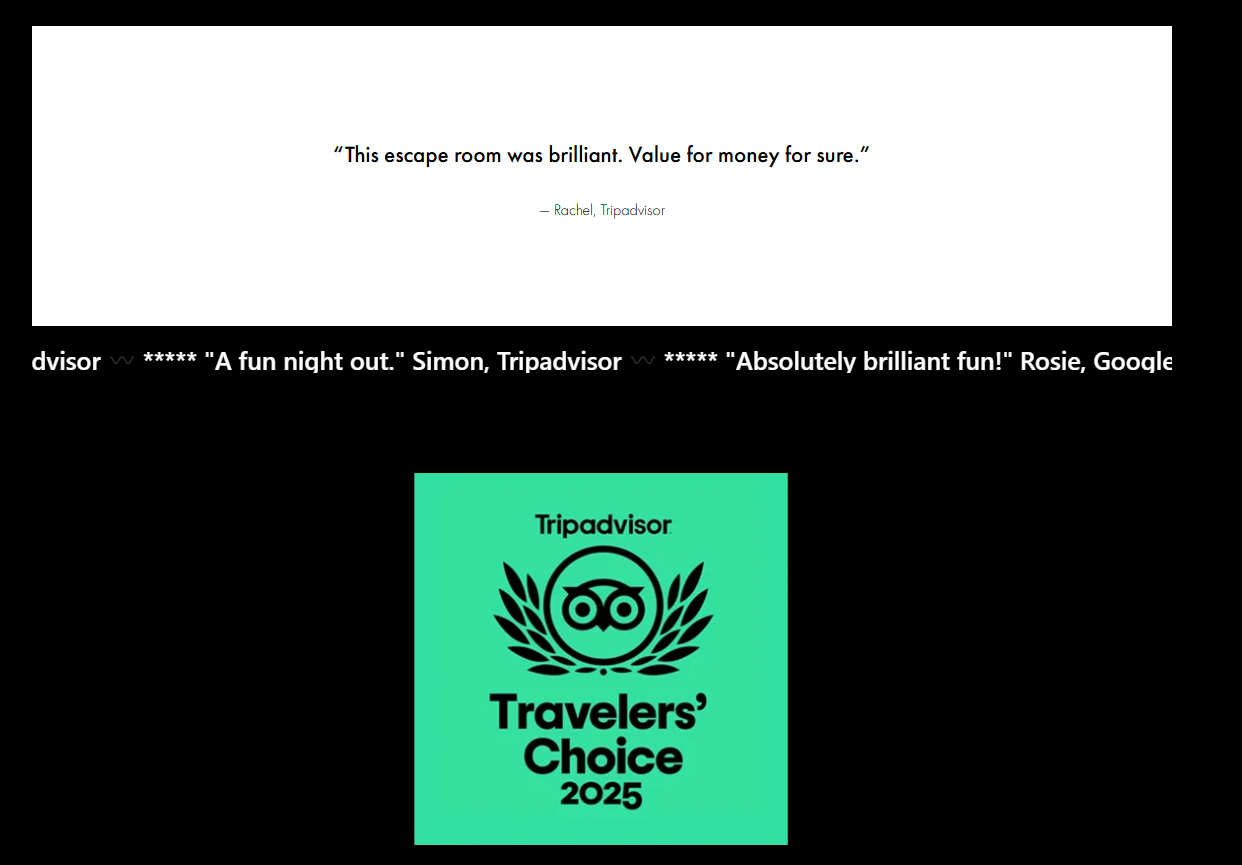 “This escape room was brilliant. Value for money for sure.”
— Rachel, Tripadvisor
dvisor 〰 ***** "A fun night out." Simon, Tripadvisor 〰 ***** "Absolutely brilliant fun!" Rosie, Google
Tripadvisor
Travelers’
Choice
2025